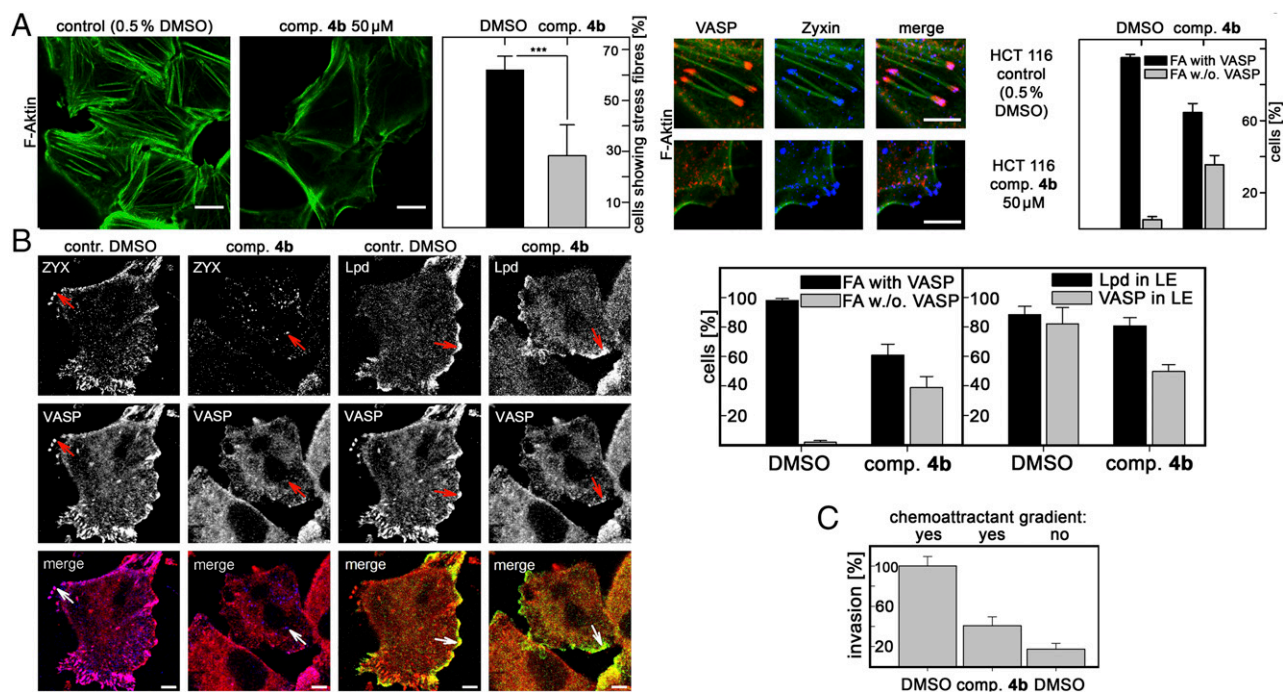 A
control (0.5 % DMSO)
comp. 4b 50 µM
F-Aktin
DMSO comp. 4b
***
70
50
30
10
cells showing stress fibres [%]
VASP
Zyxin
merge
F-Aktin
HCT 116
control
(0.5 %
DMSO)
HCT 116
comp. 4b
50 µM
DMSO comp. 4b
FA with VASP
FA w./o. VASP
60
20
cells [%]
B
contr. DMSO
comp. 4b
contr. DMSO
comp. 4b
ZYX
ZYX
Lpd
Lpd
VASP
VASP
VASP
VASP
merge
merge
merge
merge
cells [%]
100
80
60
40
20
FA with VASP
FA w./o. VASP
DMSO
comp. 4b
100
80
60
40
20
Lpd in LE
VASP in LE
DMSO
comp. 4b
C
chemoattractant gradient:
yes yes no
invasion [%]
100
60
20
DMSO comp. 4b DMSO